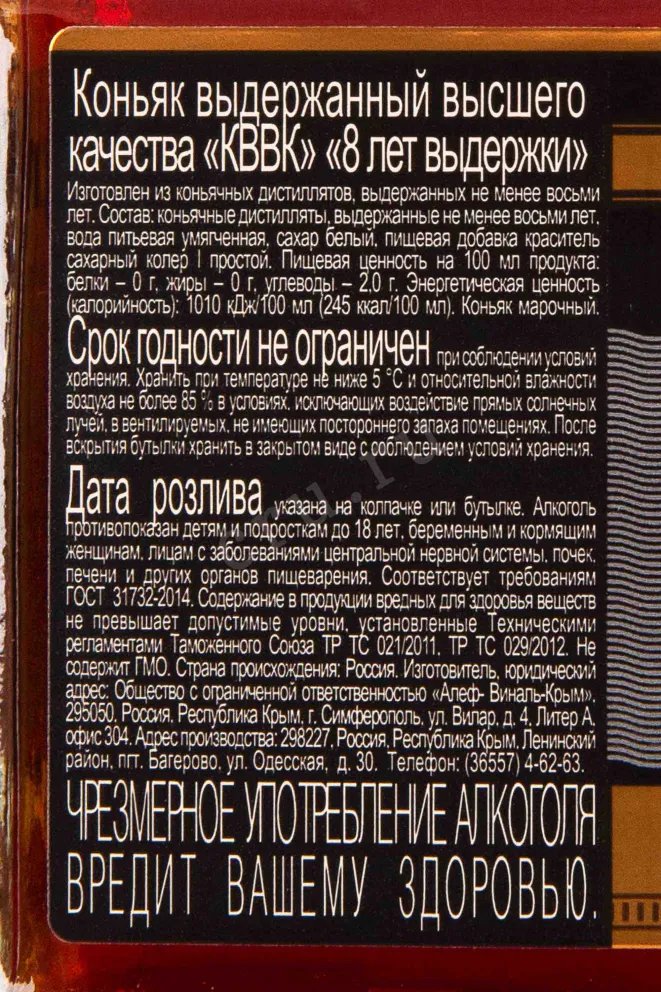 Коньяк выдержанный высшего
качества «КВВК» «8 лет выдержки»
Изготовлен из коньячных дистиллятов, выдержанных не менее восьми
лет. Состав: коньячные дистилляты, выдержанные не менее восьми лет,
вода питьевая умягченная, сахар белый, пищевая добавка краситель
сахарный колер I простой. Пищевая ценность на 100 мл продукта:
белки – 0 г, жиры – 0 г, углеводы – 2,0 г. Энергетическая ценность
(калорийность): 1010 кДж/100 мл (245 ккал/100 мл). Коньяк марочный.
Срок годности не ограничен при соблюдении условий
хранения. Хранить при температуре не ниже 5 °С и относительной влажности
воздуха не более 85 % в условиях, исключающих воздействие прямых солнечных
лучей, в вентилируемых, не имеющих постороннего запаха помещениях. После
вскрытия бутылки хранить в закрытом виде с соблюдением условий хранения.
Дата розлива указана на колпачке или бутылке. Алкоголь
противопоказан детям и подросткам до 18 лет, беременным и кормящим
женщинам, лицам с заболеваниями центральной нервной системы, почек,
печени и других органов пищеварения. Соответствует требованиям
ГОСТ 31732-2014. Содержание в продукции вредных для здоровья веществ
не превышает допустимые уровни, установленные Техническими
регламентами Таможенного Союза ТР ТС 021/2011, ТР ТС 029/2012. Не
содержит ГМО. Страна происхождения: Россия. Изготовитель, юридический
адрес: Общество с ограниченной ответственностью «Алеф- Виналь-Крым»,
295050, Россия, Республика Крым, г. Симферополь, ул. Вилар, д. 4, Литер А,
офис 304. Адрес производства: 298227, Россия, Республика Крым, Ленинский
район, пгт. Багерово, ул. Одесская, д. 30. Телефон: (36557) 4-62-63.
ЧРЕЗМЕРНОЕ УПОТРЕБЛЕНИЕ АЛКОГОЛЯ
ВРЕДИТ ВАШЕМУ ЗДОРОВЬЮ.